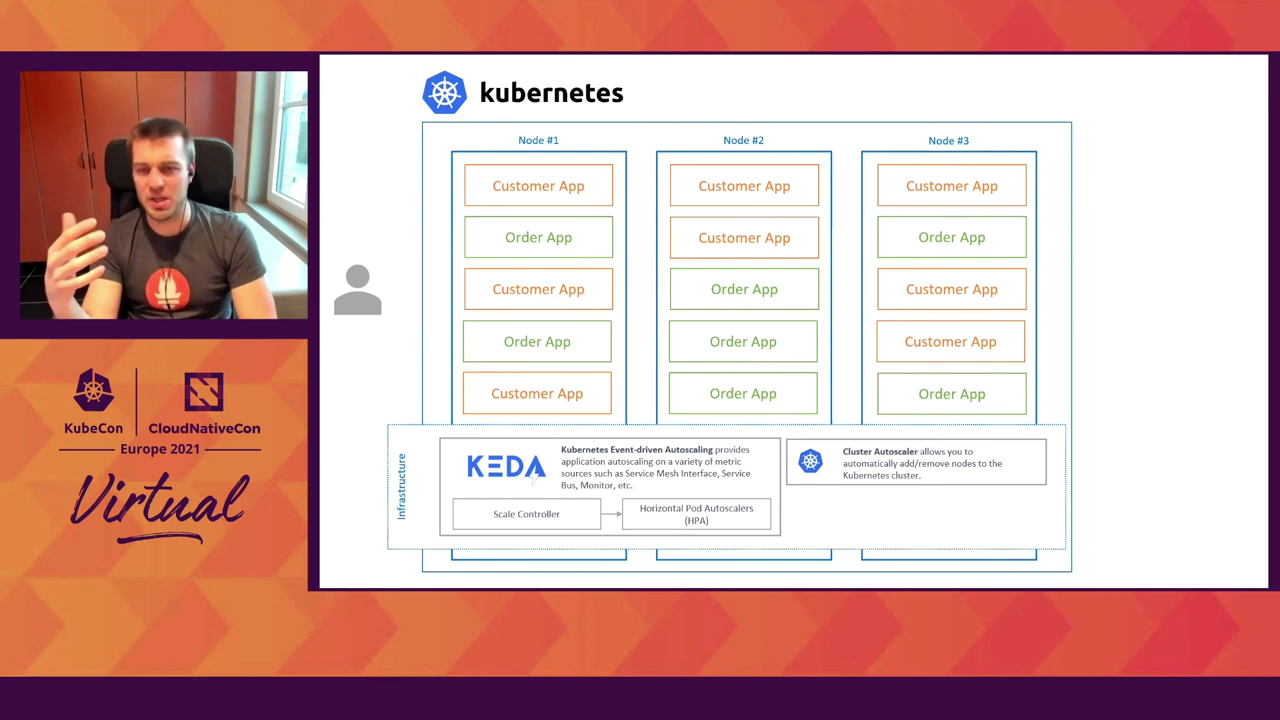 kubernetes
Node #1
Node #2
Node #3
Customer App
Customer App
Customer App
Order App
Customer App
Order App
Customer App
Order App
Customer App
Order App
Order App
Customer App
Customer App
Order App
Order App
Infrastructure
KEDA
Kubernetes Event-driven Autoscaling provides
application autoscaling on a variety of metric
sources such as Service Mesh Interface, Service
Bus, Monitor, etc.
Scale Controller
Horizontal Pod Autoscalers
(HPA)
Cluster Autoscaler allows you to
automatically add/remove nodes to the
Kubernetes cluster.
KubeCon
CloudNativeCon
Europe 2021
Virtual